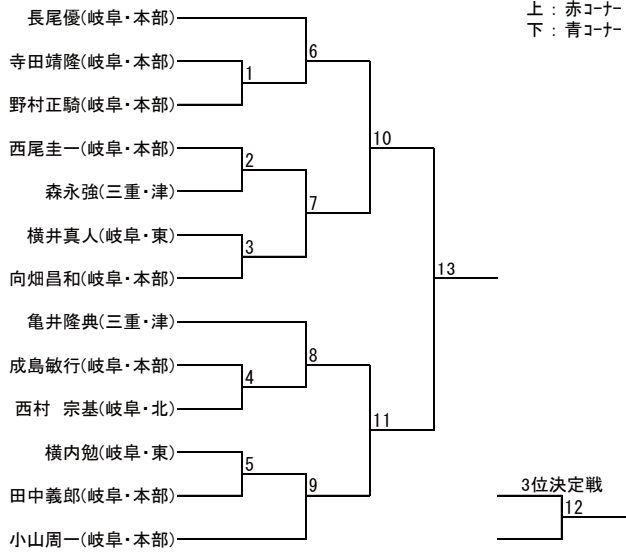 上 : 赤ｺｰﾅｰ
下 : 青ｺｰﾅｰ
長尾優(岐阜・本部)
6
寺田靖隆(岐阜・本部)
1
野村正騎(岐阜・本部)
10
西尾圭一(岐阜・本部)
2
森永強(三重・津)
7
横井真人(岐阜・東)
3
向畑昌和(岐阜・本部)
13
亀井隆典(三重・津)
8
成島敏行(岐阜・本部)
4
西村　宗基(岐阜・北)
11
横内勉(岐阜・東)
5
田中義郎(岐阜・本部)
9
小山周一(岐阜・本部)
3位決定戦
12